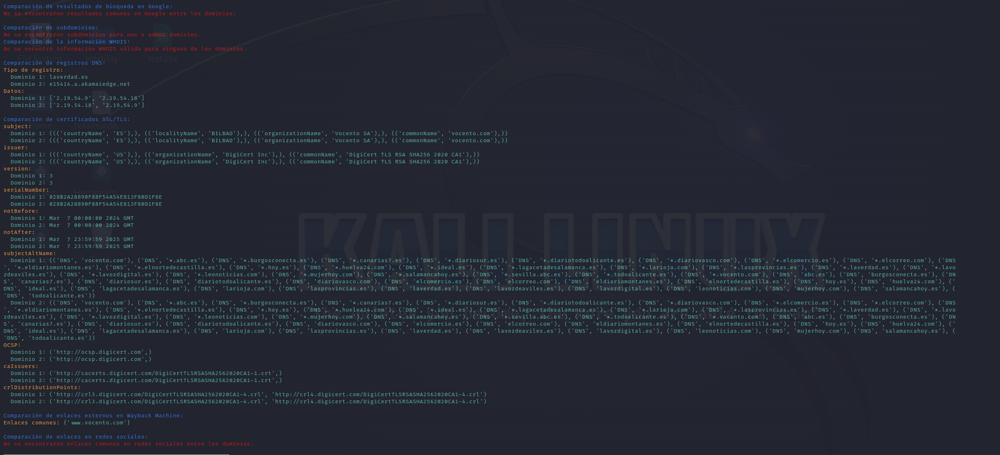 Comparación de resultados de búsqueda en Google:
No se encontraron resultados comunes en Google entre los dominios.
Comparación de subdominios:
No se encontraron subdominios para uno o ambos dominios.
Comparación de la información WHOIS:
No se encontró información WHOIS válida para ninguno de los dominios.
File System volatility test.csv
Comparación de registros DNS:
Tipo de registro:
Dominio 1: laverdad.es
Dominio 2: e15414.a.akamaiedge.net
Datos:
Dominio 1: ['2.19.54.9', '2.19.54.18']
Dominio 2: ['2.19.54.18', '2.19.54.9']
Comparación de certificados SSL/TLS:
Home holamundo...
subject:
Dominio 1: ((('countryName', 'ES'),), (('localityName', 'BILBAO'),), (('organizationName', 'Vocento SA'),), (('commonName', 'vocento.com'),))
Dominio 2: ((('countryName', 'ES'),), (('localityName', 'BILBAO'),), (('organizationName', 'Vocento SA'),), (('commonName', 'vocento.com'),))
issuer:
Dominio 1: ((('countryName', 'US'),), (('organizationName', 'DigiCert Inc'),), (('commonName', 'DigiCert TLS RSA SHA256 2020 CA1'),))
Dominio 2: ((('countryName', 'US'),), (('organizationName', 'DigiCert Inc'),), (('commonName', 'DigiCert TLS RSA SHA256 2020 CA1'),))
version:
Dominio 1: 3
Dominio 2: 3
serialNumber:
Dominio 1: 028B2A28890F88F54A54E813F80D1F8E
Dominio 2: 028B2A28890F88F54A54E813F80D1F8E
notBefore:
Dominio 1: Mar  7 00:00:00 2024 GMT
Dominio 2: Mar  7 00:00:00 2024 GMT
notAfter:
Dominio 1: Mar  7 23:59:59 2025 GMT
Dominio 2: Mar  7 23:59:59 2025 GMT
KALI LINUX
subjectAltName:
Dominio 1: (('DNS', 'vocento.com'), ('DNS', '*.abc.es'), ('DNS', '*.burgosconecta.es'), ('DNS', '*.canarias7.es'), ('DNS', '*.diariosur.es'), ('DNS', '*.diariotodoalicante.es'), ('DNS', '*.diariovasco.com'), ('DNS', '*.elcomercio.es'), ('DNS', '*.elcorreo.com'), ('DNS
', '*.eldiariomontanes.es'), ('DNS', '*.elnortedecastilla.es'), ('DNS', '*.hoy.es'), ('DNS', '*.huelva24.com'), ('DNS', '*.ideal.es'), ('DNS', '*.lagacetadesalamanca.es'), ('DNS', '*.larioja.com'), ('DNS', '*.lasprovincias.es'), ('DNS', '*.laverdad.es'), ('DNS', '*.lavo
zdeaviles.es'), ('DNS', '*.lavozdigital.es'), ('DNS', '*.leonoticias.com'), ('DNS', '*.mujerhoy.com'), ('DNS', '*.salamancahoy.es'), ('DNS', '*.sevilla.abc.es'), ('DNS', '*.todoalicante.es'), ('DNS', '*.vocento.com'), ('DNS', 'abc.es'), ('DNS', 'burgosconecta.es'), ('DN
S', 'canarias7.es'), ('DNS', 'diariosur.es'), ('DNS', 'diariotodoalicante.es'), ('DNS', 'diariovasco.com'), ('DNS', 'elcomercio.es'), ('DNS', 'elcorreo.com'), ('DNS', 'eldiariomontanes.es'), ('DNS', 'elnortedecastilla.es'), ('DNS', 'hoy.es'), ('DNS', 'huelva24.com'), ('
DNS', 'ideal.es'), ('DNS', 'lagacetadesalamanca.es'), ('DNS', 'larioja.com'), ('DNS', 'lasprovincias.es'), ('DNS', 'laverdad.es'), ('DNS', 'lavozdeaviles.es'), ('DNS', 'lavozdigital.es'), ('DNS', 'leonoticias.com'), ('DNS', 'mujerhoy.com'), ('DNS', 'salamancahoy.es'), (
'DNS', 'todoalicante.es'))
Dominio 2: (('DNS', 'vocento.com'), ('DNS', '*.abc.es'), ('DNS', '*.burgosconecta.es'), ('DNS', '*.canarias7.es'), ('DNS', '*.diariosur.es'), ('DNS', '*.diariotodoalicante.es'), ('DNS', '*.diariovasco.com'), ('DNS', '*.elcomercio.es'), ('DNS', '*.elcorreo.com'), ('DNS
', '*.eldiariomontanes.es'), ('DNS', '*.elnortedecastilla.es'), ('DNS', '*.hoy.es'), ('DNS', '*.huelva24.com'), ('DNS', '*.ideal.es'), ('DNS', '*.lagacetadesalamanca.es'), ('DNS', '*.larioja.com'), ('DNS', '*.lasprovincias.es'), ('DNS', '*.laverdad.es'), ('DNS', '*.lavo
zdeaviles.es'), ('DNS', '*.lavozdigital.es'), ('DNS', '*.leonoticias.com'), ('DNS', '*.mujerhoy.com'), ('DNS', '*.salamancahoy.es'), ('DNS', '*.sevilla.abc.es'), ('DNS', '*.todoalicante.es'), ('DNS', '*.vocento.com'), ('DNS', 'abc.es'), ('DNS', 'burgosconecta.es'), ('DN
S', 'canarias7.es'), ('DNS', 'diariosur.es'), ('DNS', 'diariotodoalicante.es'), ('DNS', 'diariovasco.com'), ('DNS', 'elcomercio.es'), ('DNS', 'elcorreo.com'), ('DNS', 'eldiariomontanes.es'), ('DNS', 'elnortedecastilla.es'), ('DNS', 'hoy.es'), ('DNS', 'huelva24.com'), ('
DNS', 'ideal.es'), ('DNS', 'lagacetadesalamanca.es'), ('DNS', 'larioja.com'), ('DNS', 'lasprovincias.es'), ('DNS', 'laverdad.es'), ('DNS', 'lavozdeaviles.es'), ('DNS', 'lavozdigital.es'), ('DNS', 'leonoticias.com'), ('DNS', 'mujerhoy.com'), ('DNS', 'salamancahoy.es'), (
'DNS', 'todoalicante.es'))
OCSP:
Dominio 1: ('http://ocsp.digicert.com',)
Dominio 2: ('http://ocsp.digicert.com',)
caIssuers:
Dominio 1: ('http://cacerts.digicert.com/DigiCertTLSRSASHA2562020CA1-1.crt',)
Dominio 2: ('http://cacerts.digicert.com/DigiCertTLSRSASHA2562020CA1-1.crt',)
crlDistributionPoints:
Dominio 1: ('http://crl3.digicert.com/DigiCertTLSRSASHA2562020CA1-4.crl', 'http://crl4.digicert.com/DigiCertTLSRSASHA2562020CA1-4.crl')
Dominio 2: ('http://crl3.digicert.com/DigiCertTLSRSASHA2562020CA1-4.crl', 'http://crl4.digicert.com/DigiCertTLSRSASHA2562020CA1-4.crl')
Comparación de enlaces externos en Wayback Machine:
Enlaces comunes: {'www.vocento.com'}
Comparación de enlaces en redes sociales:
No se encontraron enlaces comunes en redes sociales entre los dominios.